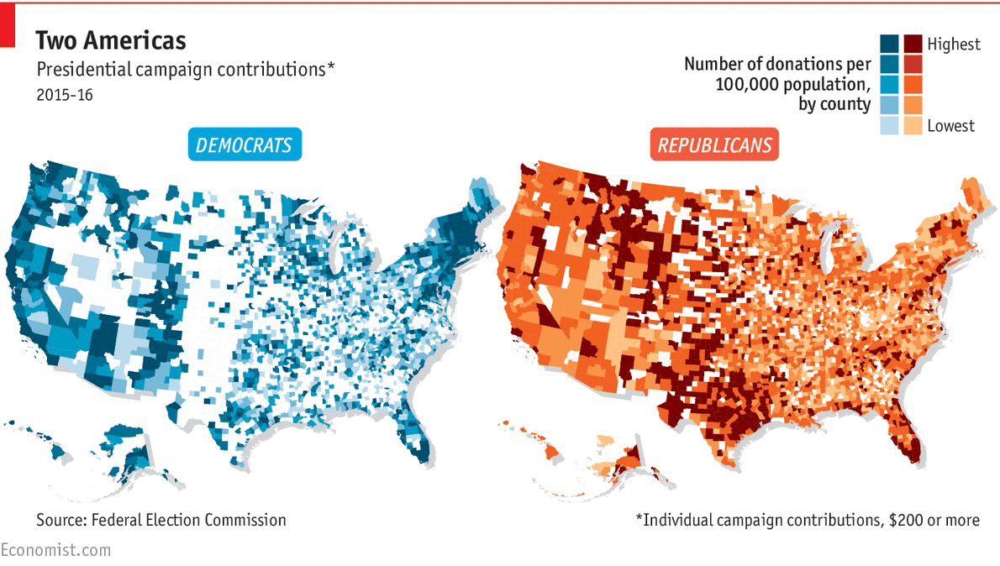 Two Americas
Presidential campaign contributions*
2015-16
Number of donations per
100,000 population,
by county
Highest
Lowest
DEMOCRATS
REPUBLICANS
Source: Federal Election Commission
*Individual campaign contributions, $200 or more
Economist.com